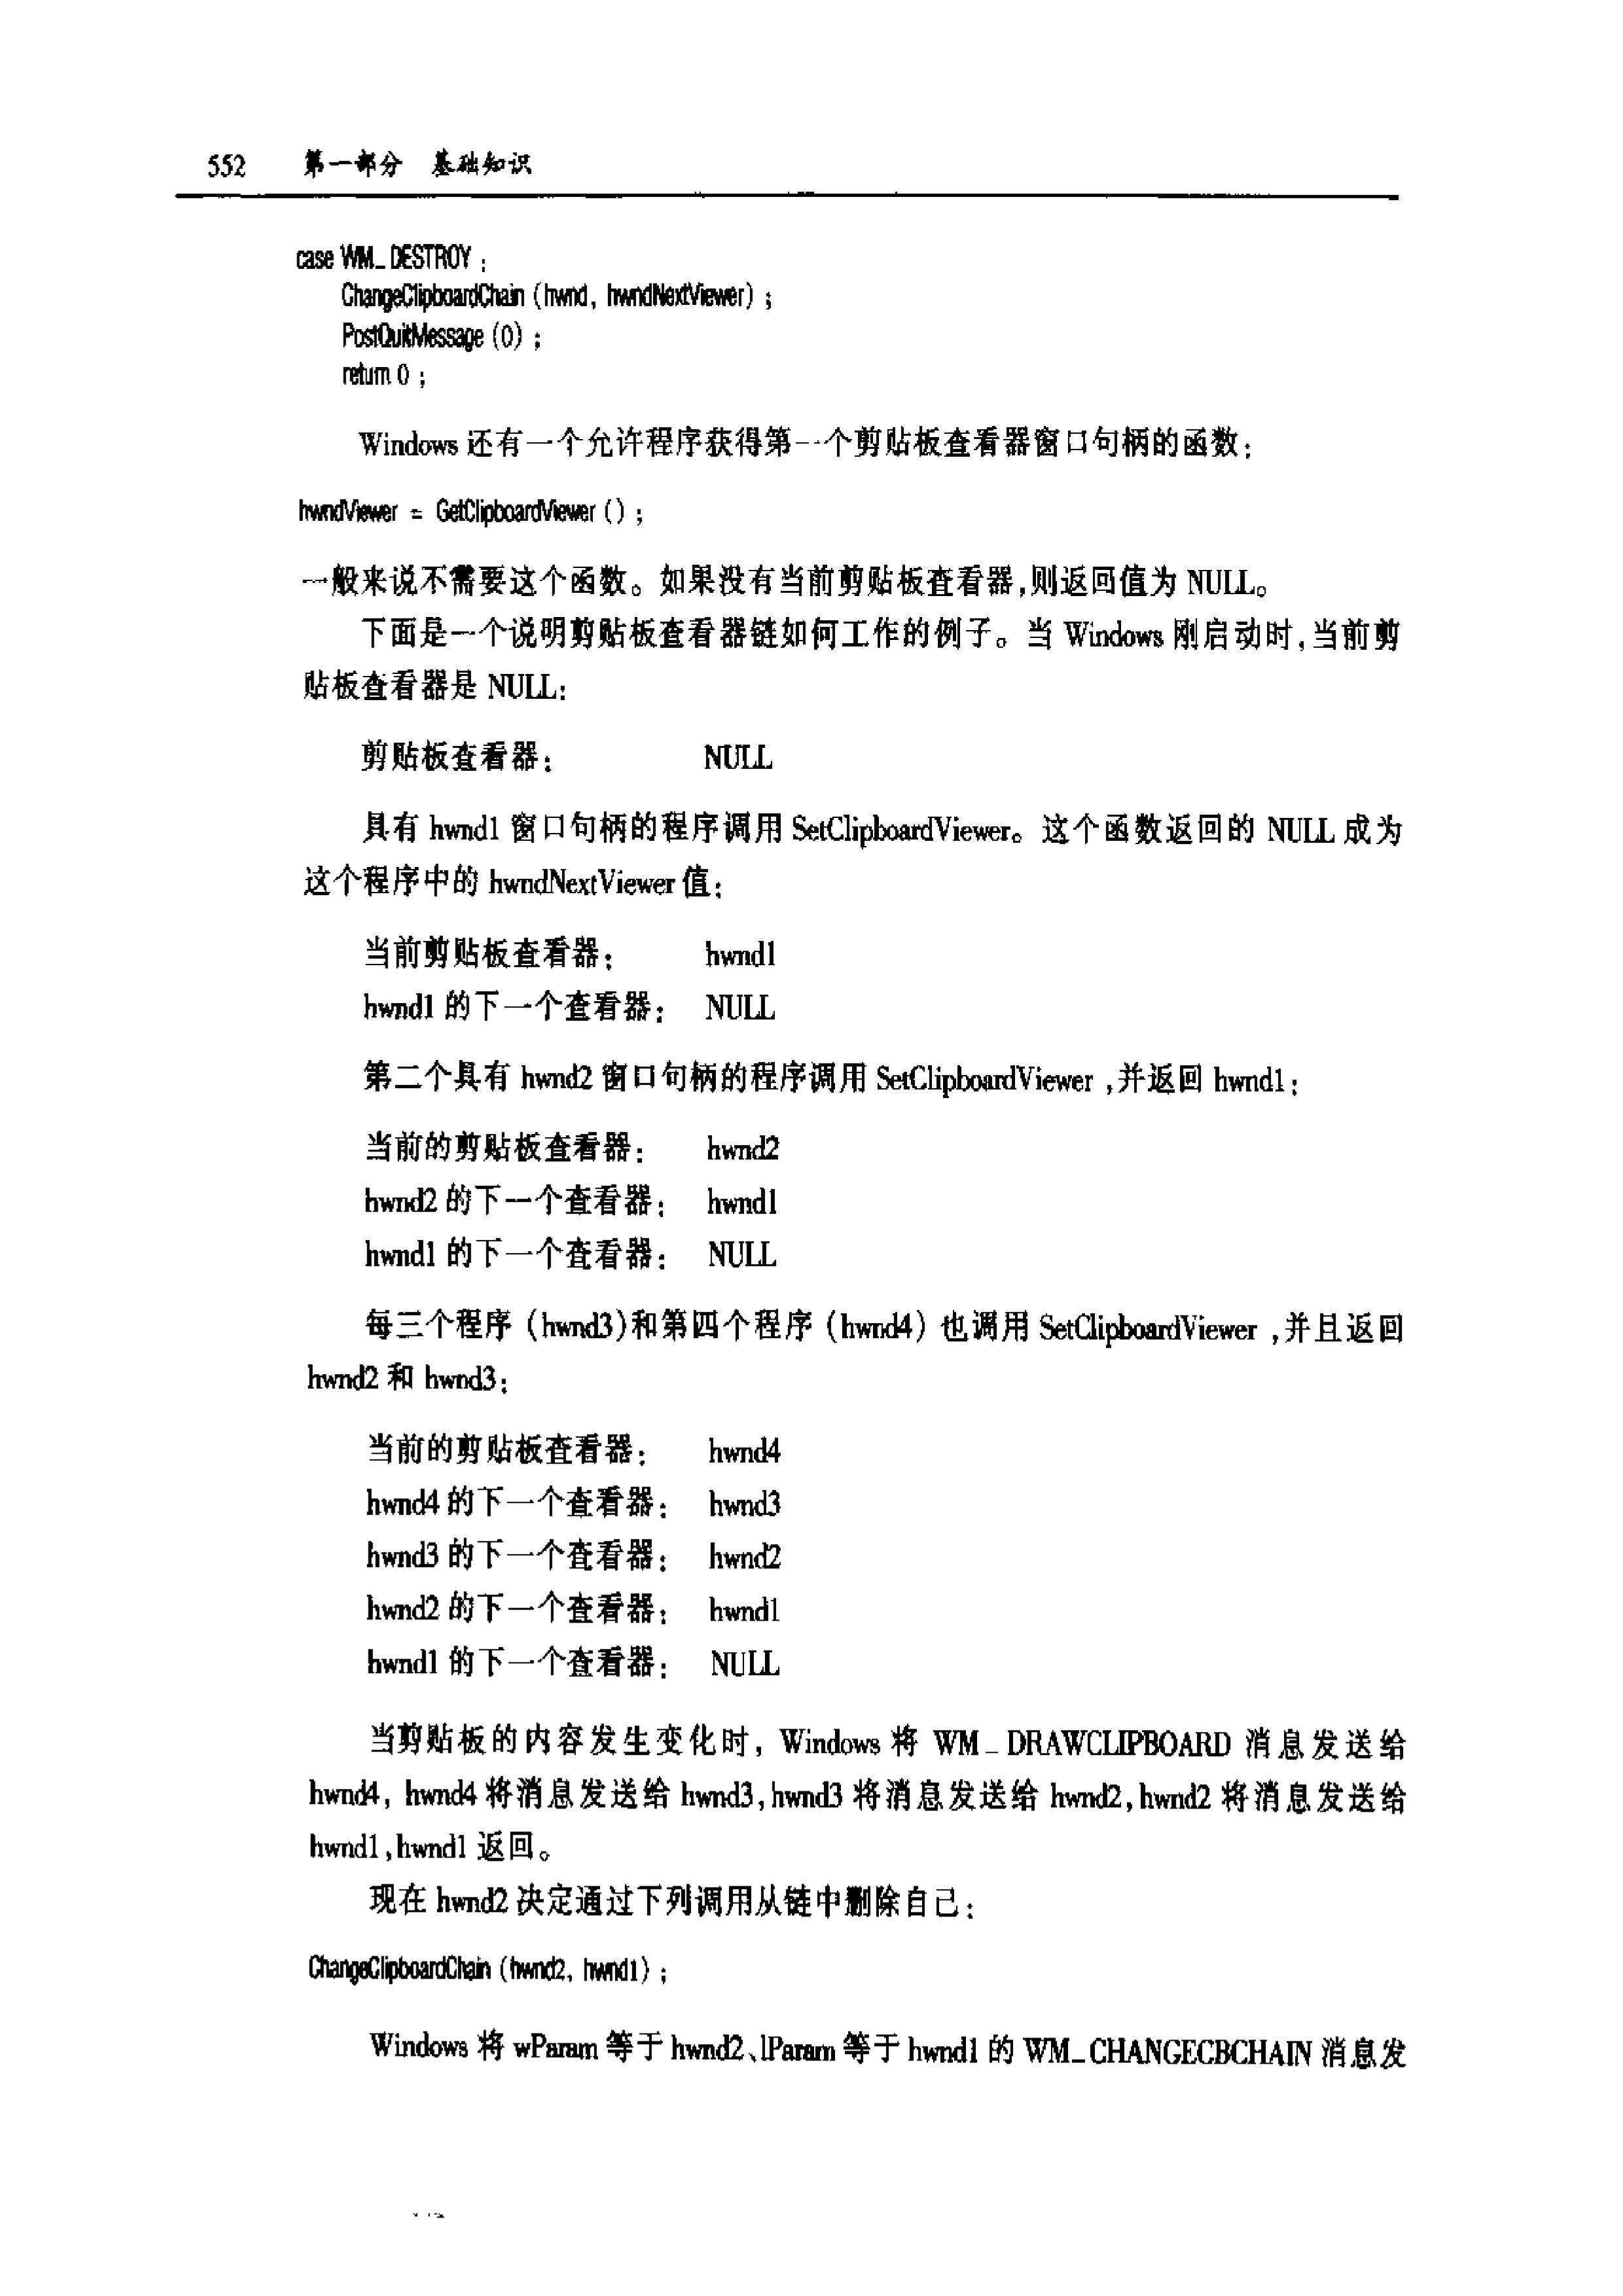 552 第一部分 基础知识
case WM_DESTROY ;
ChangeClipboardChain (hwnd, hwndNextViewer) ;
PostQuitMessage (0) ;
return 0 ;
Windows 还有一个允许程序获得第一个剪贴板查看器窗口句柄的函数:
hwndViewer = GetClipboardViewer () ;
一般来说不需要这个函数。如果没有当前剪贴板查看器,则返回值为 NULL。
下面是一个说明剪贴板查看器链如何工作的例子。当 Windows 刚启动时,当前剪
贴板查看器是 NULL:
剪贴板查看器: NULL
具有 hwnd1 窗口句柄的程序调用 SetClipboardViewer。这个函数返回的 NULL 成为
这个程序中的 hwndNextViewer 值:
当前剪贴板查看器: hwnd1
hwnd1 的下一个查看器: NULL
第二个具有 hwnd2 窗口句柄的程序调用 SetClipboardViewer ,并返回 hwnd1:
当前的剪贴板查看器: hwnd2
hwnd2 的下一个查看器: hwnd1
hwnd1 的下一个查看器: NULL
每三个程序 (hwnd3)和第四个程序 (hwnd4) 也调用 SetClipboardViewer ,并且返回
hwnd2 和 hwnd3:
当前的剪贴板查看器: hwnd4
hwnd4 的下一个查看器: hwnd3
hwnd3 的下一个查看器: hwnd2
hwnd2 的下一个查看器: hwnd1
hwnd1 的下一个查看器: NULL
当剪贴板的内容发生变化时, Windows 将 WM_DRAWCLIPBOARD 消息发送给
hwnd4, hwnd4 将消息发送给 hwnd3,hwnd3 将消息发送给 hwnd2,hwnd2 将消息发送给
hwnd1,hwnd1 返回。
现在 hwnd2 决定通过下列调用从链中删除自己:
ChangeClipboardChain (hwnd2, hwnd1) ;
Windows 将 wParam 等于 hwnd2、lParam 等于 hwnd1 的 WM_CHANGECBCHAIN 消息发